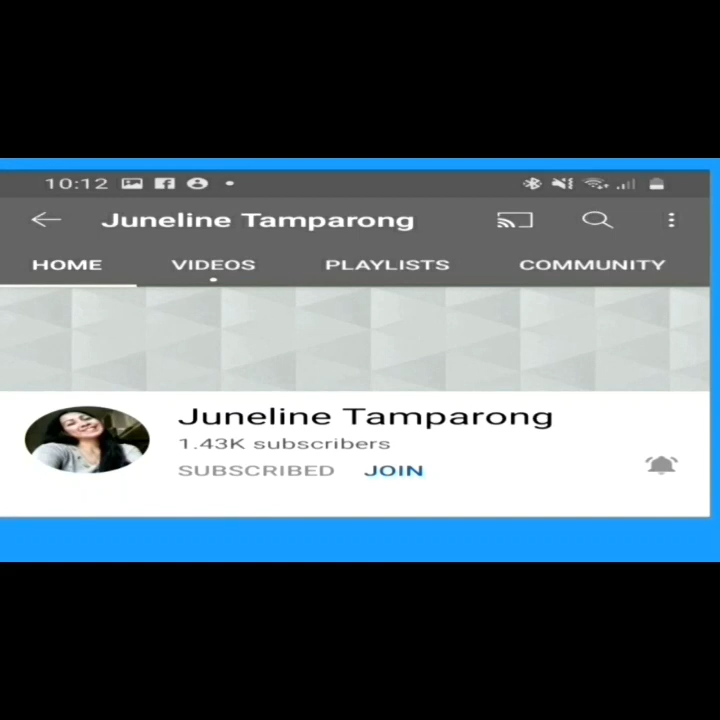 10:12
Juneline Tamparong
HOME VIDEOS PLAYLISTS COMMUNITY
Juneline Tamparong
1.43K subscribers
SUBSCRIBED JOIN